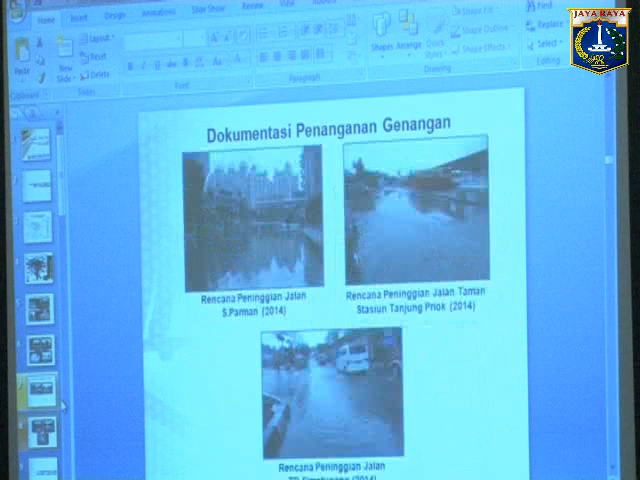 JAYA RAYA
Home Insert Design Animations Slide Show Review View
Layout
Reset
Delete
Paste
New
Slide
Clipboard
Slides
Font
Paragraph
Shapes Arrange Quick
Styles
Shape Fill
Shape Outline
Shape Effects
Drawing
Find
Replace
Select
Editing
Dokumentasi Penanganan Genangan
Rencana Peninggian Jalan
S.Parman (2014)
Rencana Peninggian Jalan Taman
Stasiun Tanjung Priok (2014)
Rencana Peninggian Jalan